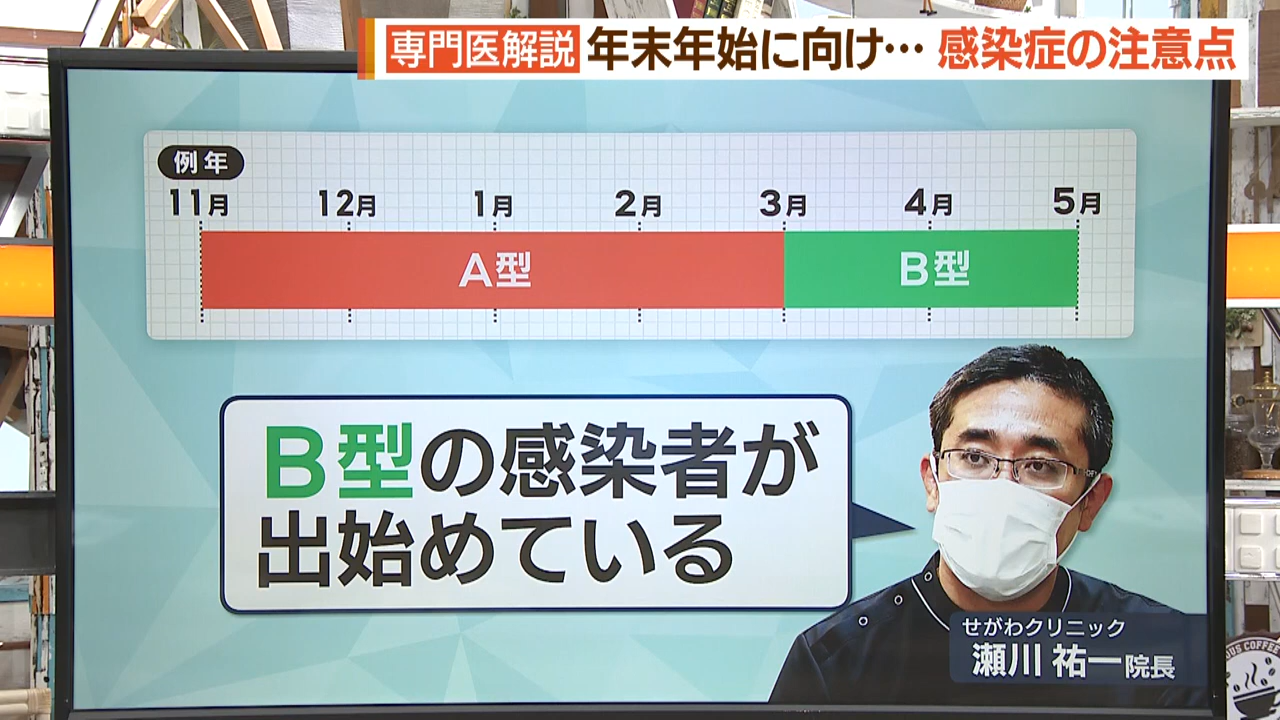 専門医解説 年末年始に向け… 感染症の注意点
例年
11月 12月 1月 2月 3月 4月 5月
A型 B型
B型の感染者が
出始めている
せがわクリニック
瀬川 祐一 院長
COFFEE